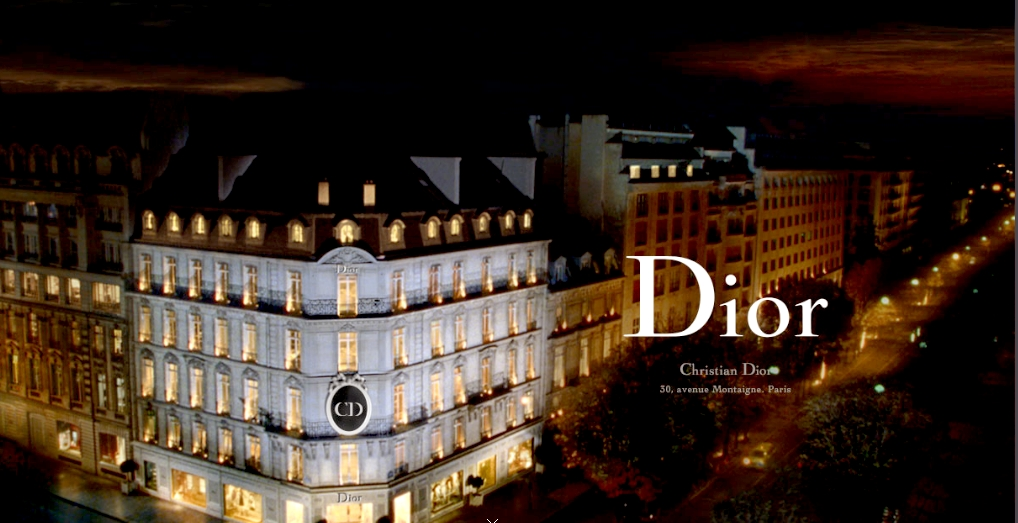 Dior
Dior
Christian Dior
30, avenue Montaigne. Paris
CD
Dior